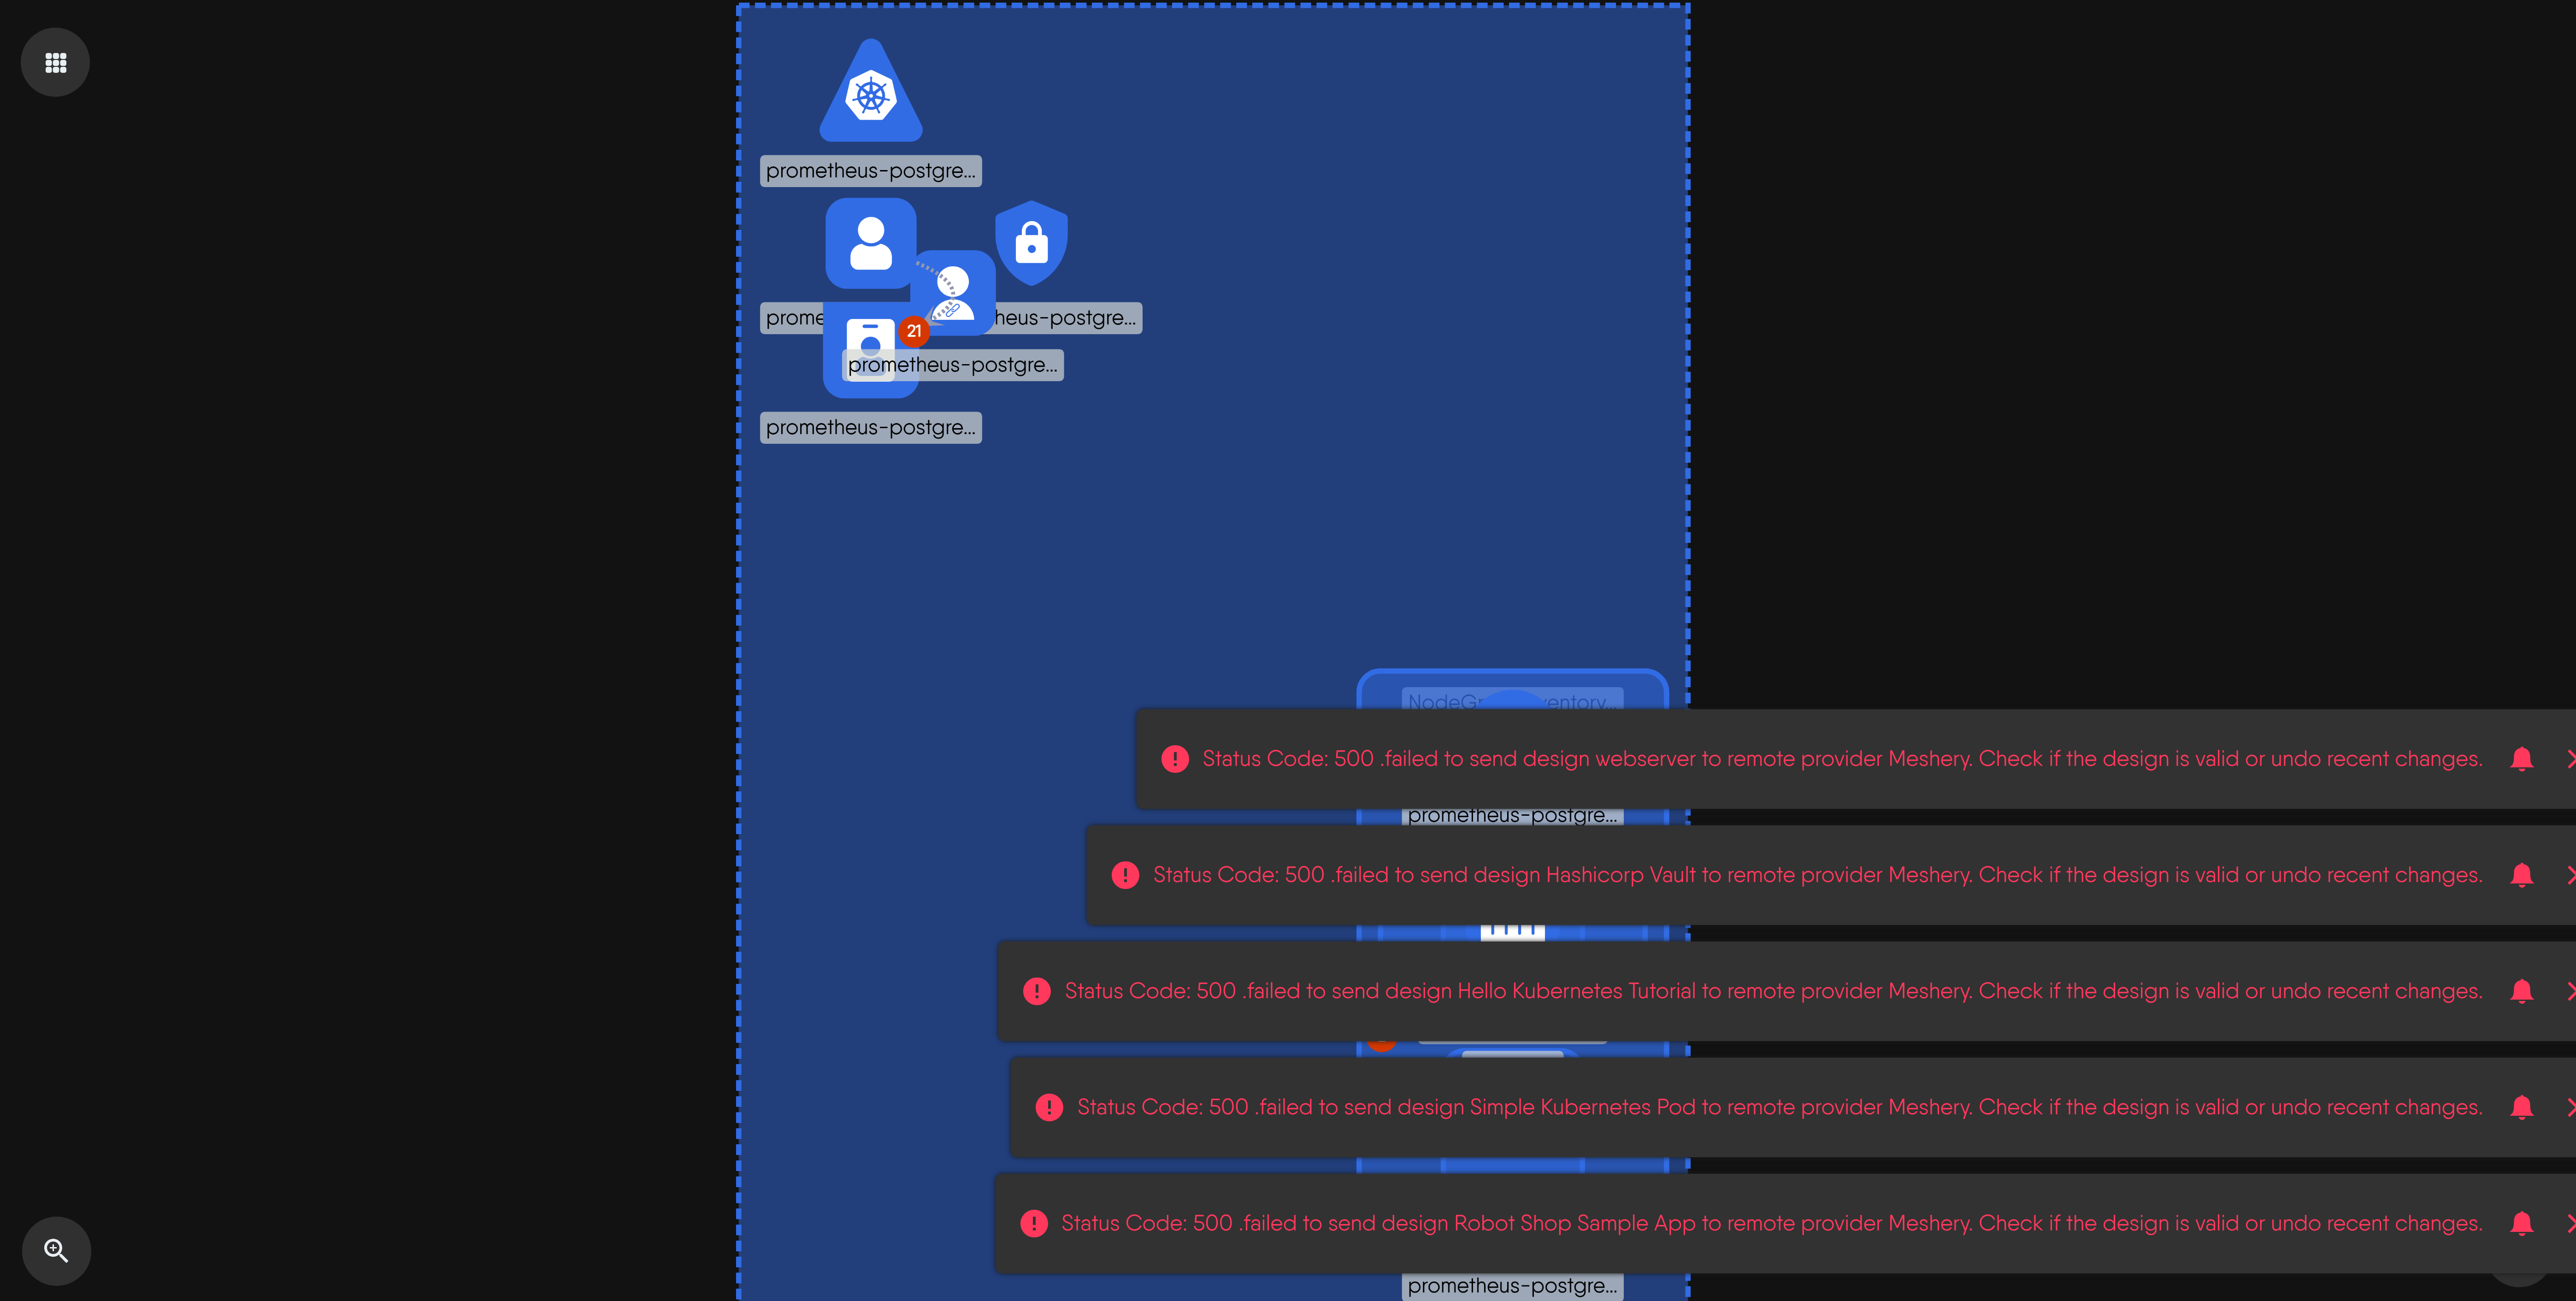 prometheus-postgre...
prome
heus-postgre...
21
prometheus-postgre...
prometheus-postgre...
Status Code: 500 .failed to send design webserver to remote provider Meshery. Check if the design is valid or undo recent changes.
prometheus-postgre...
Status Code: 500 .failed to send design Hashicorp Vault to remote provider Meshery. Check if the design is valid or undo recent changes.
Status Code: 500 .failed to send design Hello Kubernetes Tutorial to remote provider Meshery. Check if the design is valid or undo recent changes.
Status Code: 500 .failed to send design Simple Kubernetes Pod to remote provider Meshery. Check if the design is valid or undo recent changes.
Status Code: 500 .failed to send design Robot Shop Sample App to remote provider Meshery. Check if the design is valid or undo recent changes.
prometheus-postgre...